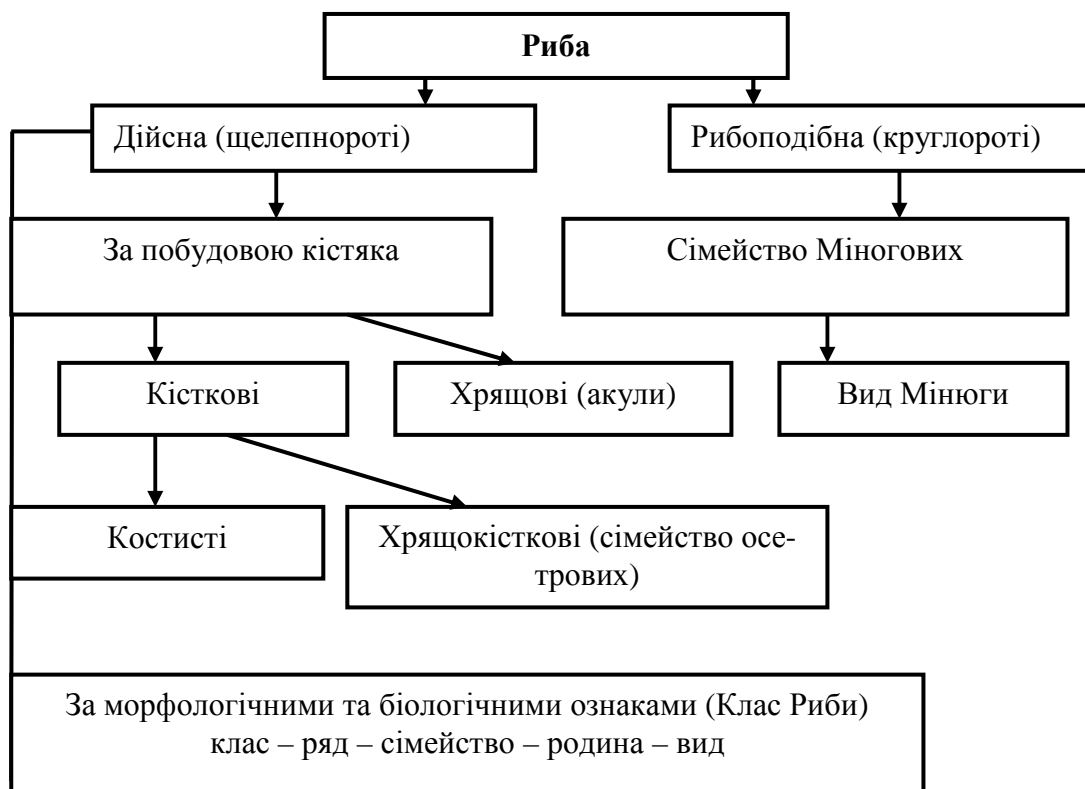 Риба
Дійсна (щелепнороті)
Рибоподібна (круглороті)
За побудовою кістяка
Сімейство Міногових
Кісткові
Хрящові (акули)
Вид Мінюги
Костисті
Хрящокісткові (сімейство осе-
трових)
За морфологічними та біологічними ознаками (Клас Риби)
клас – ряд – сімейство – родина – вид